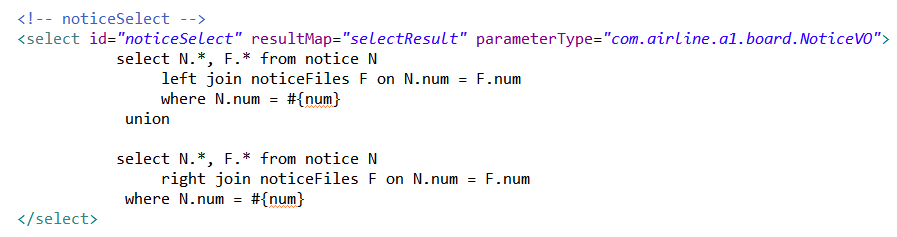 <!-- noticeSelect -->
<select id="noticeSelect" resultMap="selectResult" parameterType="com.airline.a1.board.NoticeVO">
select N.*, F.* from notice N
left join noticeFiles F on N.num = F.num
where N.num = #{num}
union
select N.*, F.* from notice N
right join noticeFiles F on N.num = F.num
where N.num = #{num}
</select>